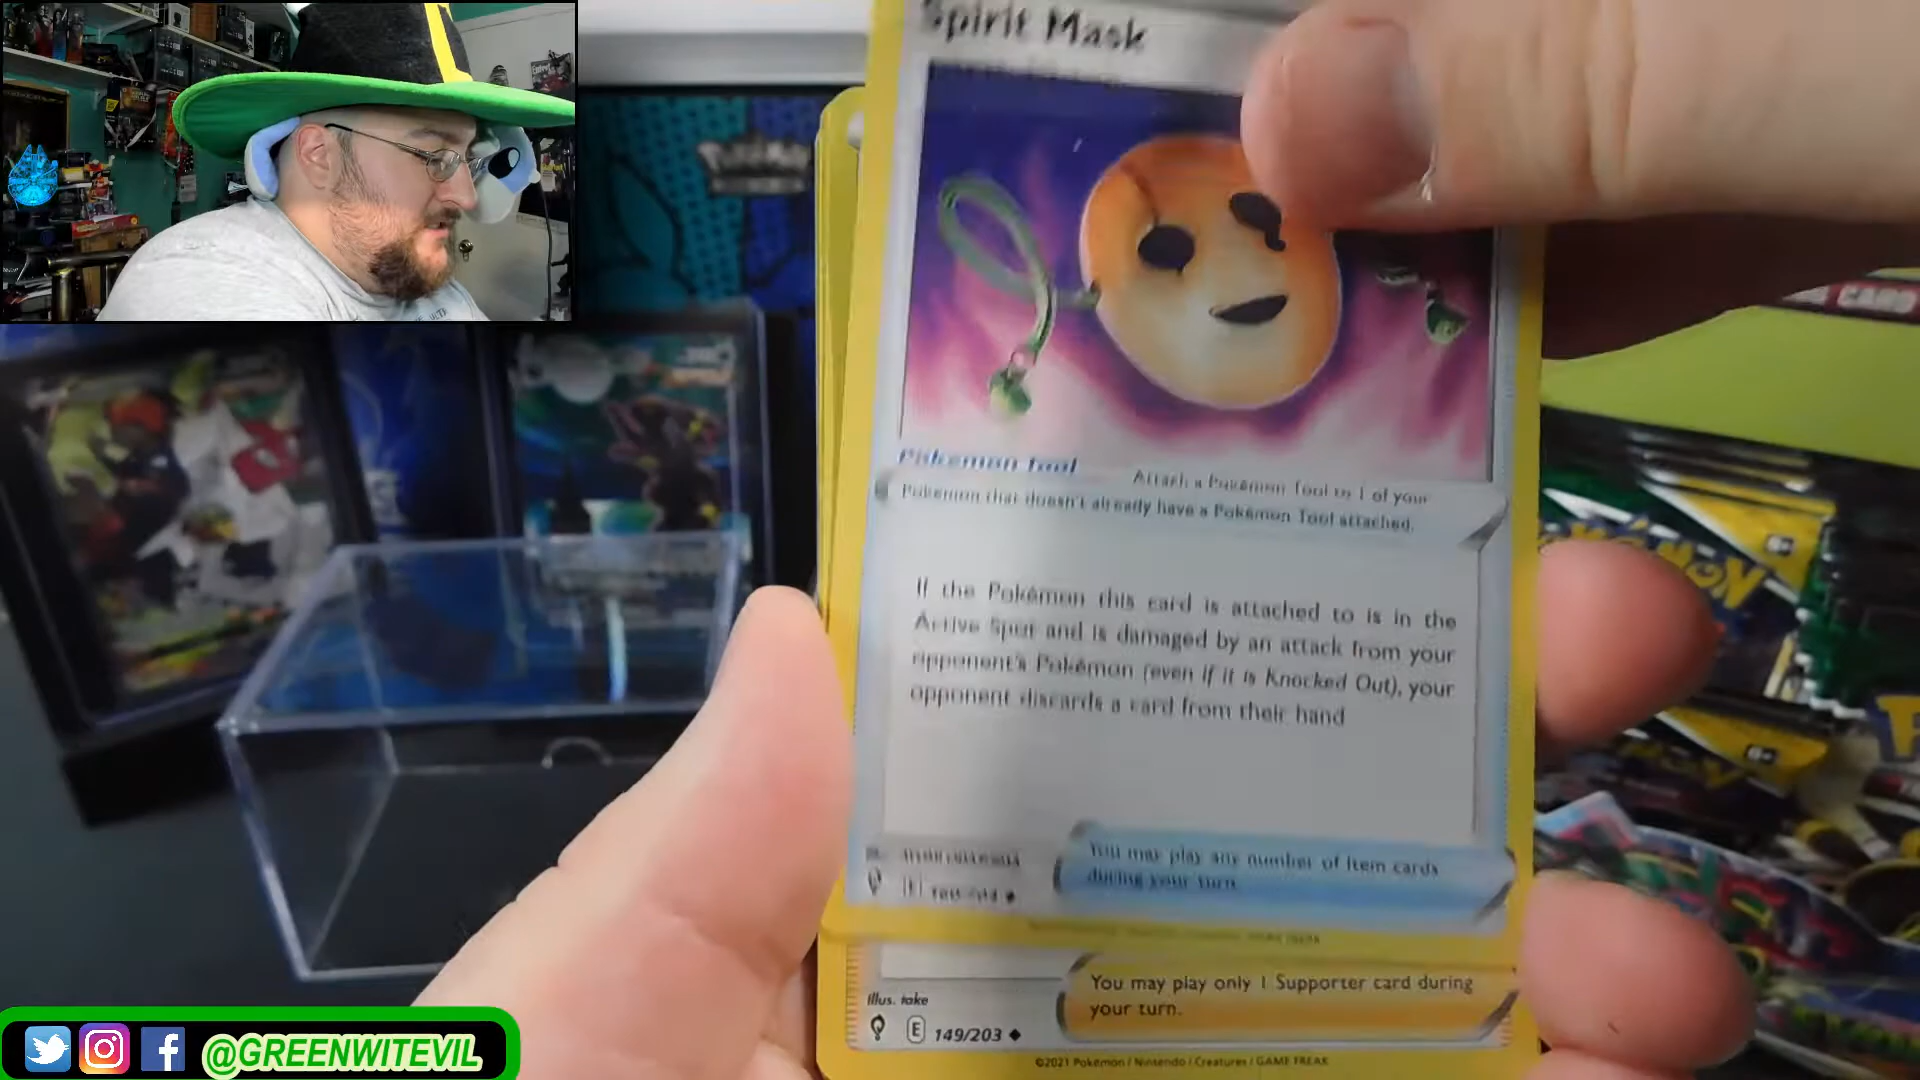 Spirit Mask
Pokémon Tool
Attach a Pokémon Tool to 1 of your
Pokémon that doesn't already have a Pokémon Tool attached.
If the Pokémon this card is attached to is in the
Active Spot and is damaged by an attack from your
opponent's Pokémon (even if it is Knocked Out), your
opponent discards a card from their hand
You may play any number of Item cards
during your turn.
You may play only 1 Supporter card during
your turn.
Illus. take
E 149/203
©2021 Pokémon / Nintendo / Creatures / GAME FREAK
CARD
@GREENWITEVIL